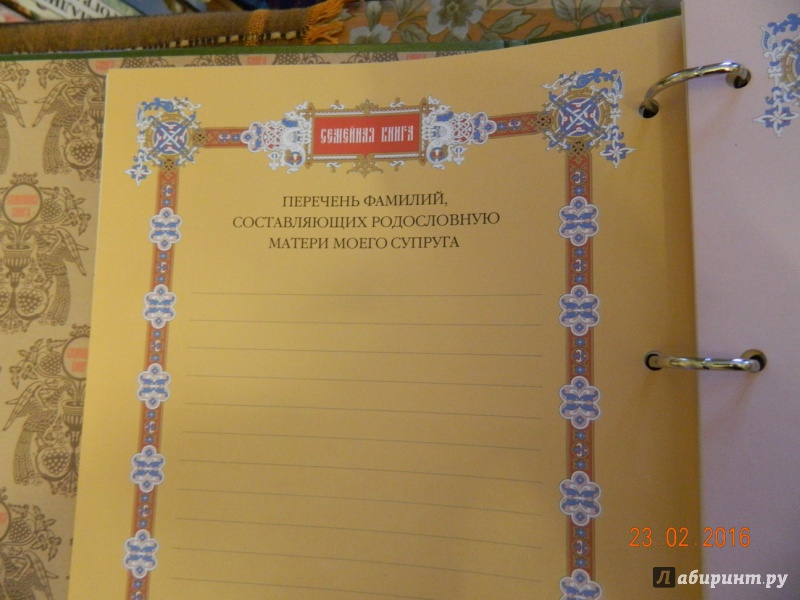 СЕМЕЙНАЯ КНИГА
ПЕРЕЧЕНЬ ФАМИЛИЙ,
СОСТАВЛЯЮЩИХ РОДОСЛОВНУЮ
МАТЕРИ МОЕГО СУПРУГА
23 02 2016
Лабиринт.ру